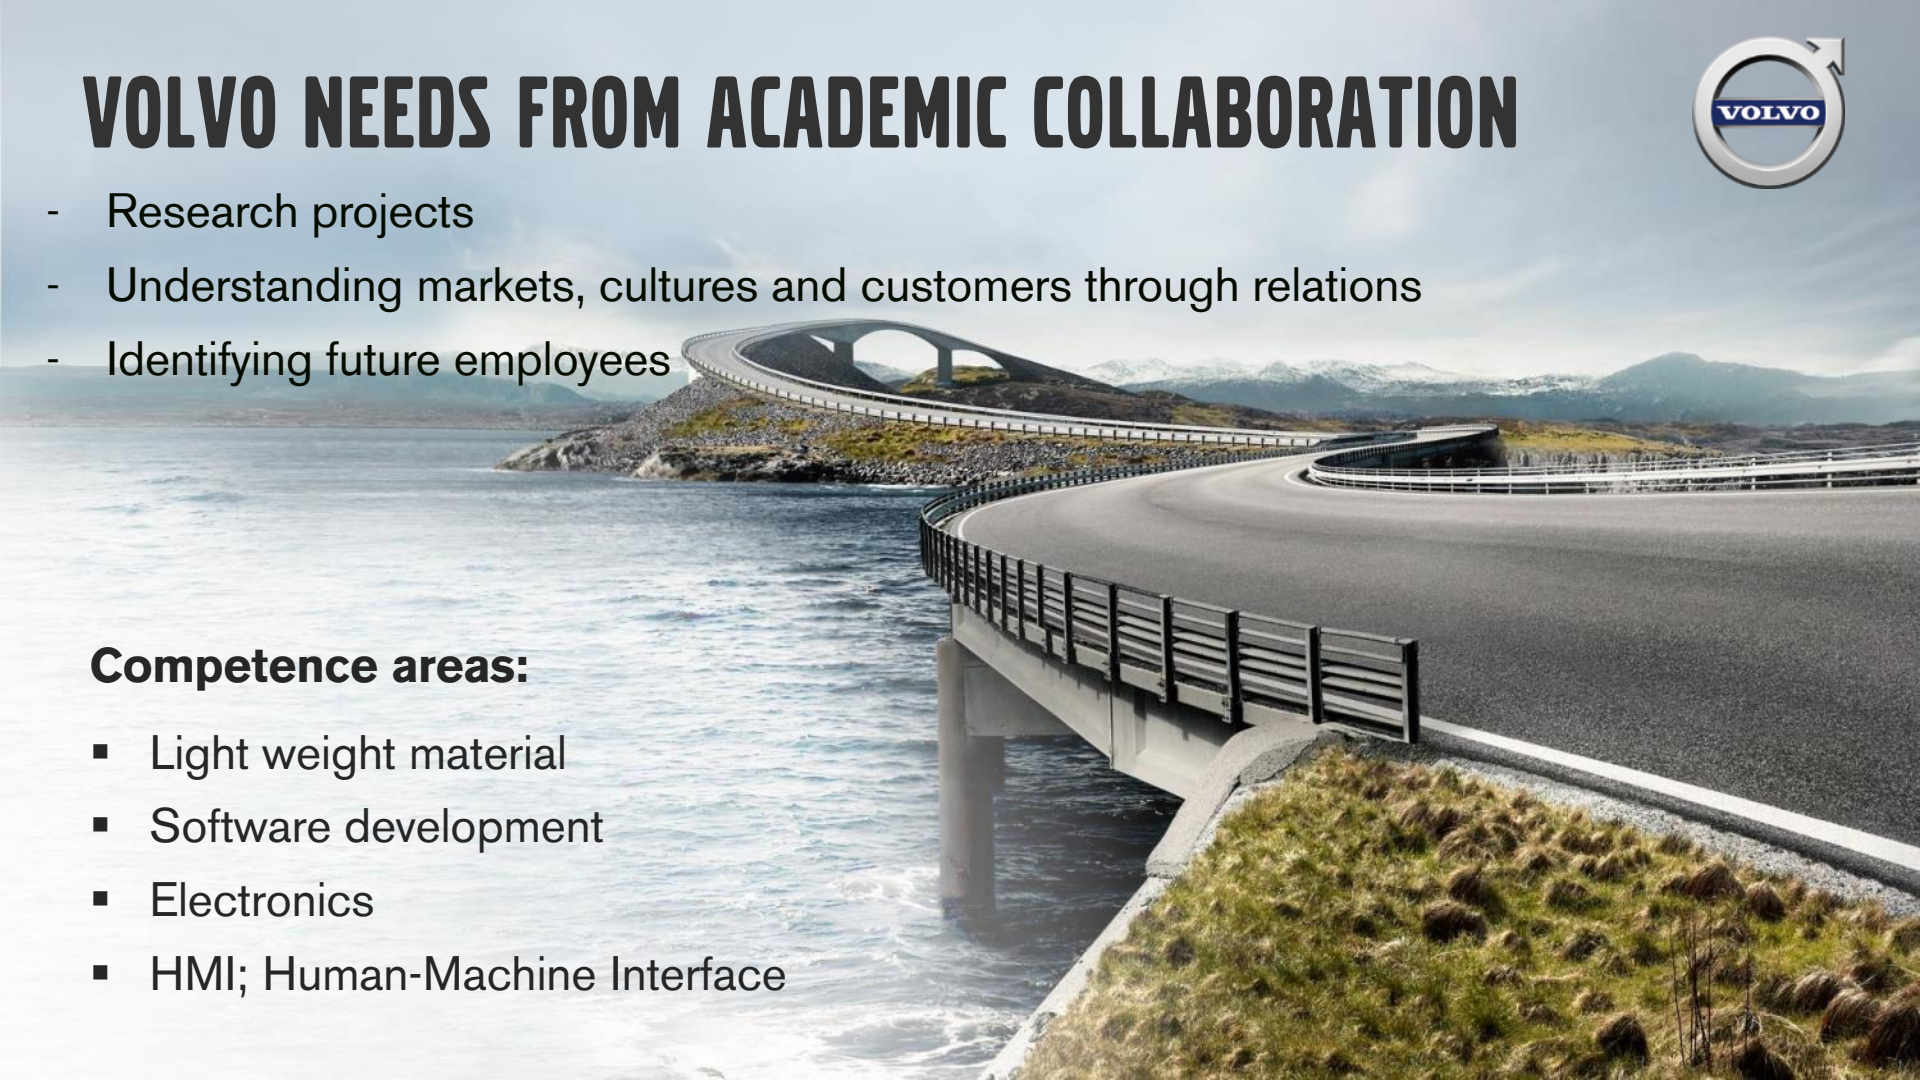 VOLVO NEEDS FROM ACADEMIC COLLABORATION
VOLVO
- Research projects
- Understanding markets, cultures and customers through relations
- Identifying future employees
Competence areas:
▪ Light weight material
▪ Software development
▪ Electronics
▪ HMI; Human-Machine Interface